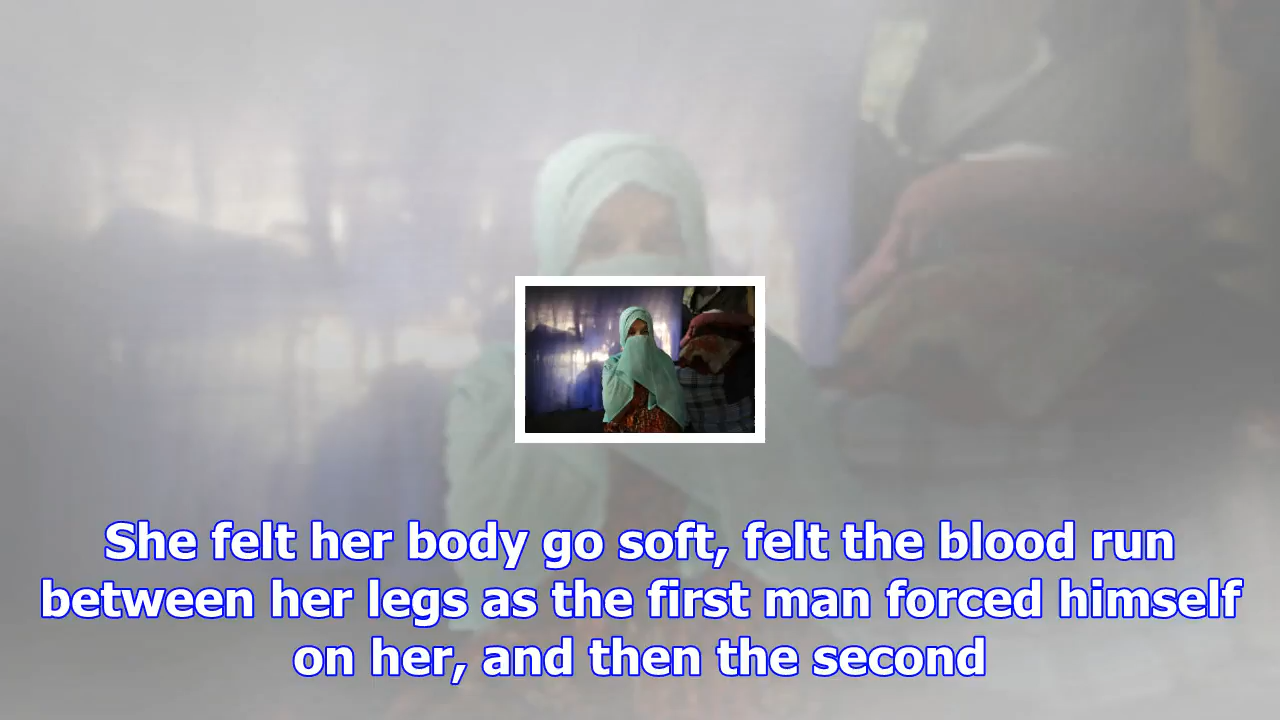 She felt her body go soft, felt the blood run
between her legs as the first man forced himself
on her, and then the second